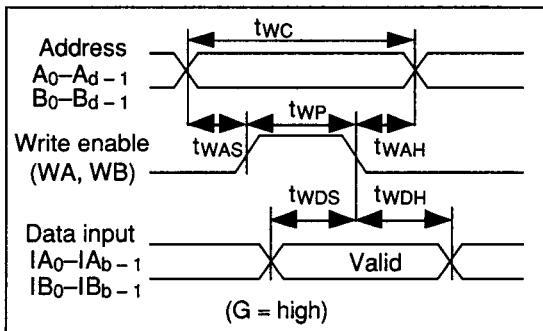 tWC
Address
A0–Ad – 1
B0–Bd – 1
tWP
tWAS
tWAH
Write enable
(WA, WB)
tWDS
tWDH
Data input
IA0–IAb – 1
Valid
IB0–IBb – 1
(G = high)